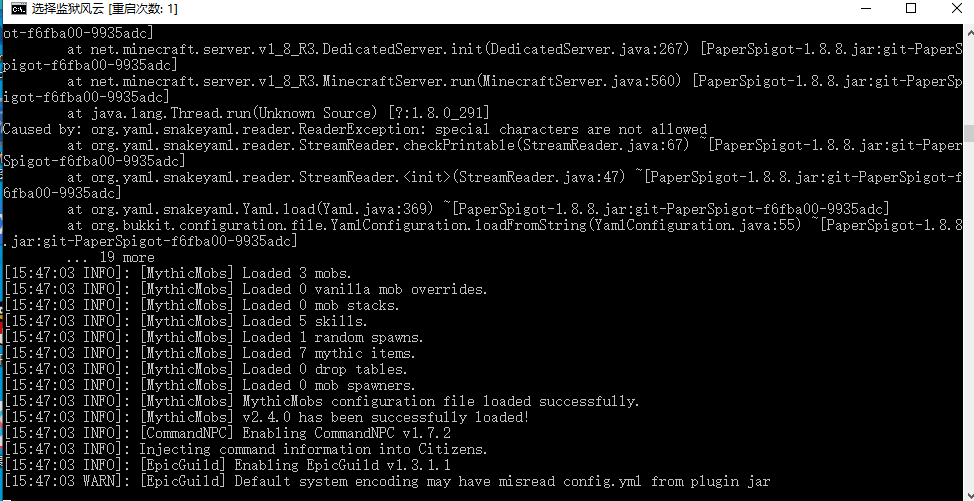 选择监狱风云 [重启次数: 1]
ot-f6fba00-9935adc]
at net.minecraft.server.v1_8_R3.DedicatedServer.init(DedicatedServer.java:267) [PaperSpigot-1.8.8.jar:git-PaperS
pigot-f6fba00-9935adc]
at net.minecraft.server.v1_8_R3.MinecraftServer.run(MinecraftServer.java:560) [PaperSpigot-1.8.8.jar:git-PaperSp
igot-f6fba00-9935adc]
at java.lang.Thread.run(Unknown Source) [?:1.8.0_291]
Caused by: org.yaml.snakeyaml.reader.ReaderException: special characters are not allowed
at org.yaml.snakeyaml.reader.StreamReader.checkPrintable(StreamReader.java:67) ~[PaperSpigot-1.8.8.jar:git-Paper
Spigot-f6fba00-9935adc]
at org.yaml.snakeyaml.reader.StreamReader.<init>(StreamReader.java:47) ~[PaperSpigot-1.8.8.jar:git-PaperSpigot-f
6fba00-9935adc]
at org.yaml.snakeyaml.Yaml.load(Yaml.java:369) ~[PaperSpigot-1.8.8.jar:git-PaperSpigot-f6fba00-9935adc]
at org.bukkit.configuration.file.YamlConfiguration.loadFromString(YamlConfiguration.java:55) ~[PaperSpigot-1.8.8
.jar:git-PaperSpigot-f6fba00-9935adc]
... 19 more
[15:47:03 INFO]: [MythicMobs] Loaded 3 mobs.
[15:47:03 INFO]: [MythicMobs] Loaded 0 vanilla mob overrides.
[15:47:03 INFO]: [MythicMobs] Loaded 0 mob stacks.
[15:47:03 INFO]: [MythicMobs] Loaded 5 skills.
[15:47:03 INFO]: [MythicMobs] Loaded 1 random spawns.
[15:47:03 INFO]: [MythicMobs] Loaded 7 mythic items.
[15:47:03 INFO]: [MythicMobs] Loaded 0 drop tables.
[15:47:03 INFO]: [MythicMobs] Loaded 0 mob spawners.
[15:47:03 INFO]: [MythicMobs] MythicMobs configuration file loaded successfully.
[15:47:03 INFO]: [MythicMobs] v2.4.0 has been successfully loaded!
[15:47:03 INFO]: [CommandNPC] Enabling CommandNPC v1.7.2
[15:47:03 INFO]: Injecting command information into Citizens.
[15:47:03 INFO]: [EpicGuild] Enabling EpicGuild v1.3.1.1
[15:47:03 WARN]: [EpicGuild] Default system encoding may have misread config.yml from plugin jar